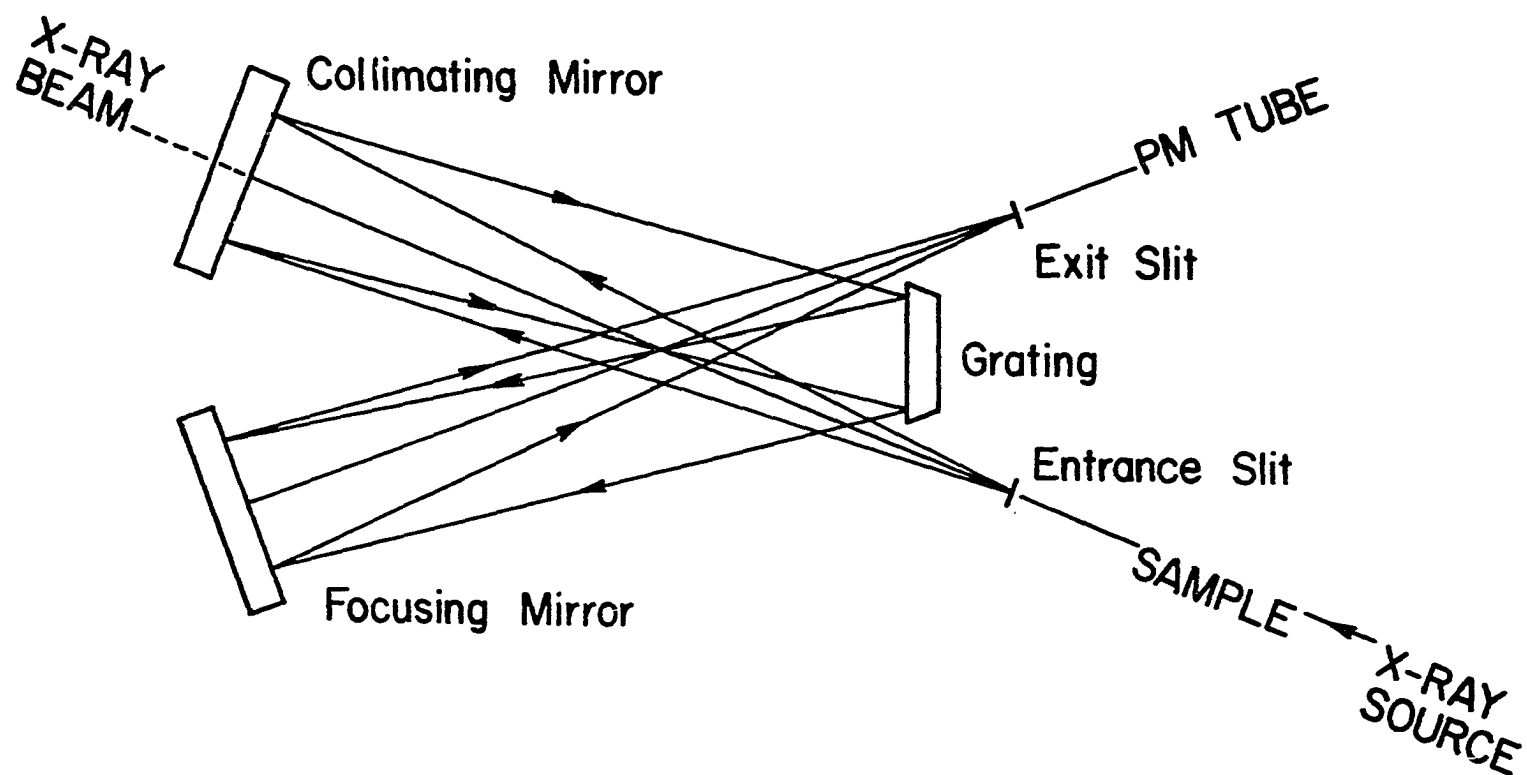 X-RAY
BEAM
Collimating Mirror
PM TUBE
Exit Slit
Grating
Entrance Slit
SAMPLE
Focusing Mirror
X-RAY
SOURCE